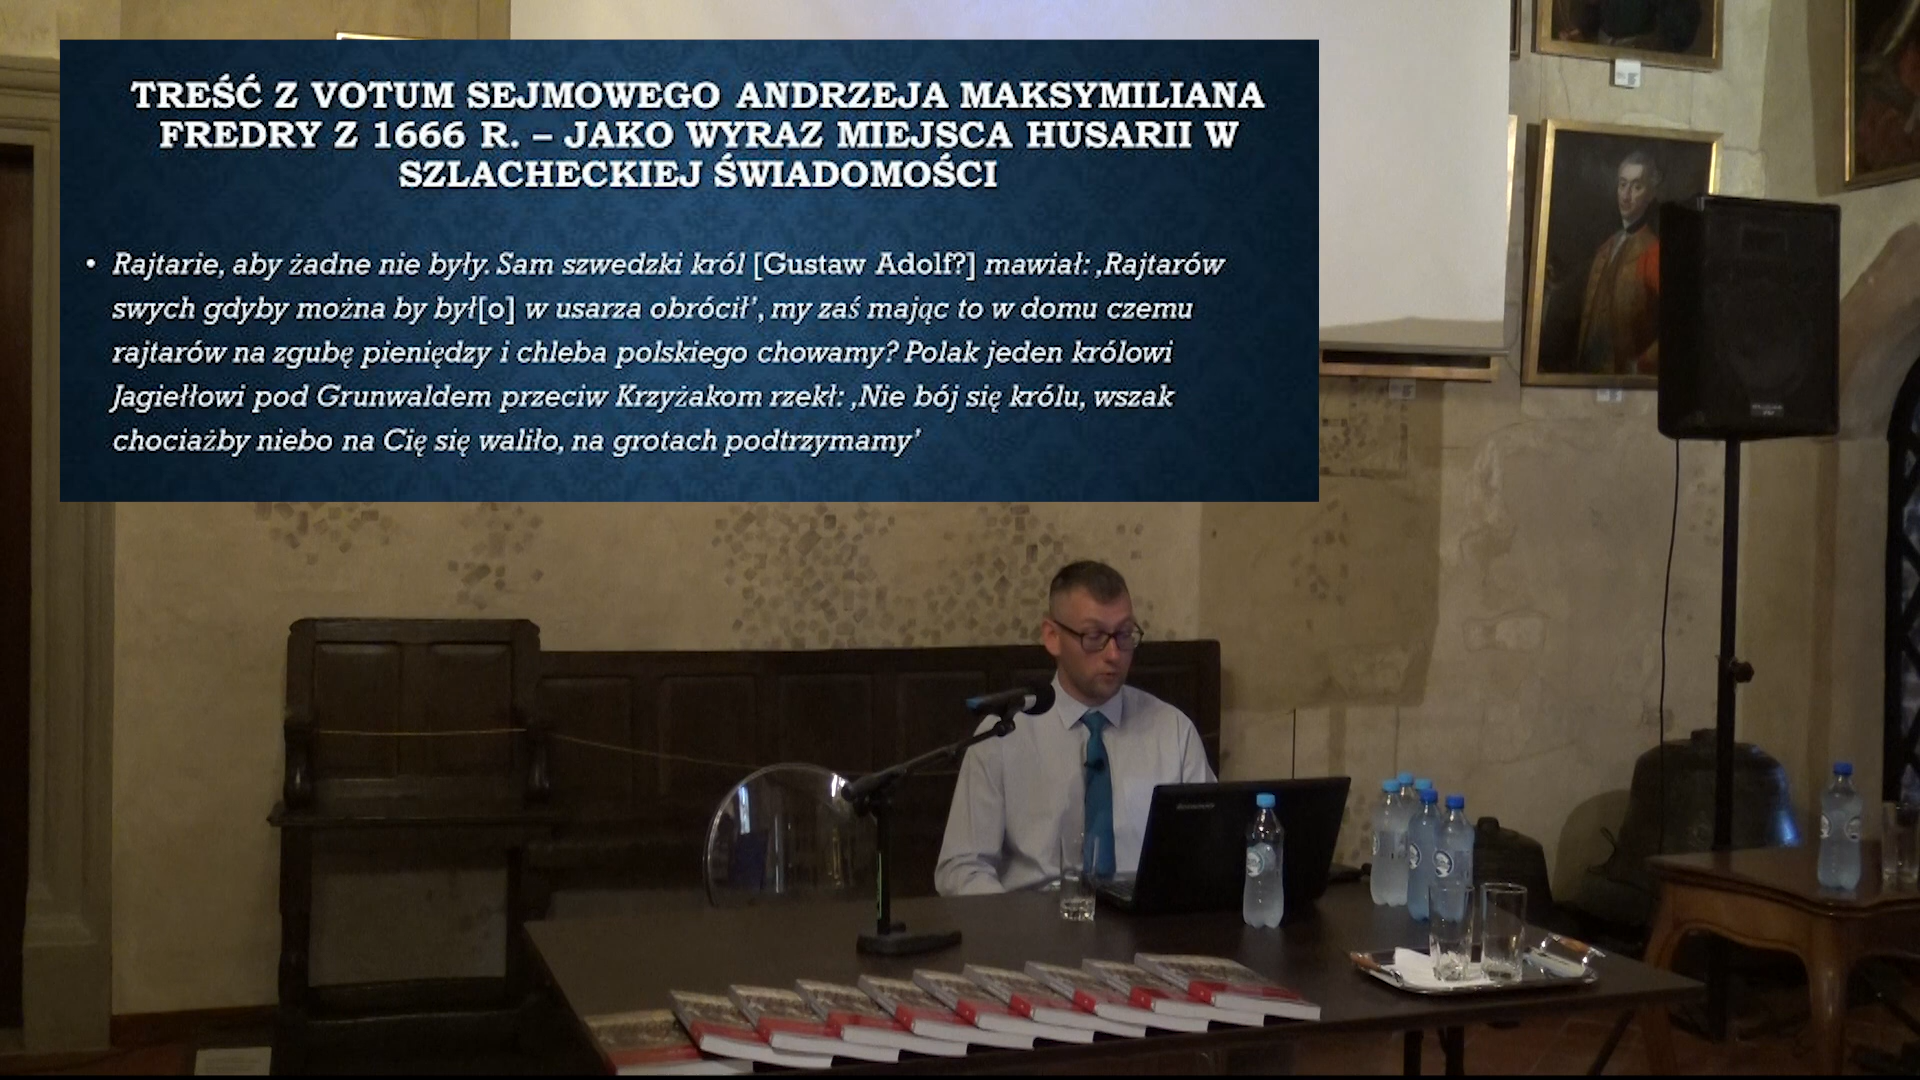 TREŚĆ Z VOTUM SEJMOWEGO ANDRZEJA MAKSYMILIANA
FREDRY Z 1666 R. – JAKO WYRAZ MIEJSCA HUSARII W
SZLACHECKIEJ ŚWIADOMOŚCI
• Rajtarie, aby żadne nie były. Sam szwedzki król [Gustaw Adolf?] mawiał: ‚Rajtarów
swych gdyby można by był[o] w usarza obrócił’, my zaś mając to w domu czemu
rajtarów na zgubę pieniędzy i chleba polskiego chowamy? Polak jeden królowi
Jagiełłowi pod Grunwaldem przeciw Krzyżakom rzekł: ‚Nie bój się królu, wszak
chociażby niebo na Cię się waliło, na grotach podtrzymamy’
lenovo